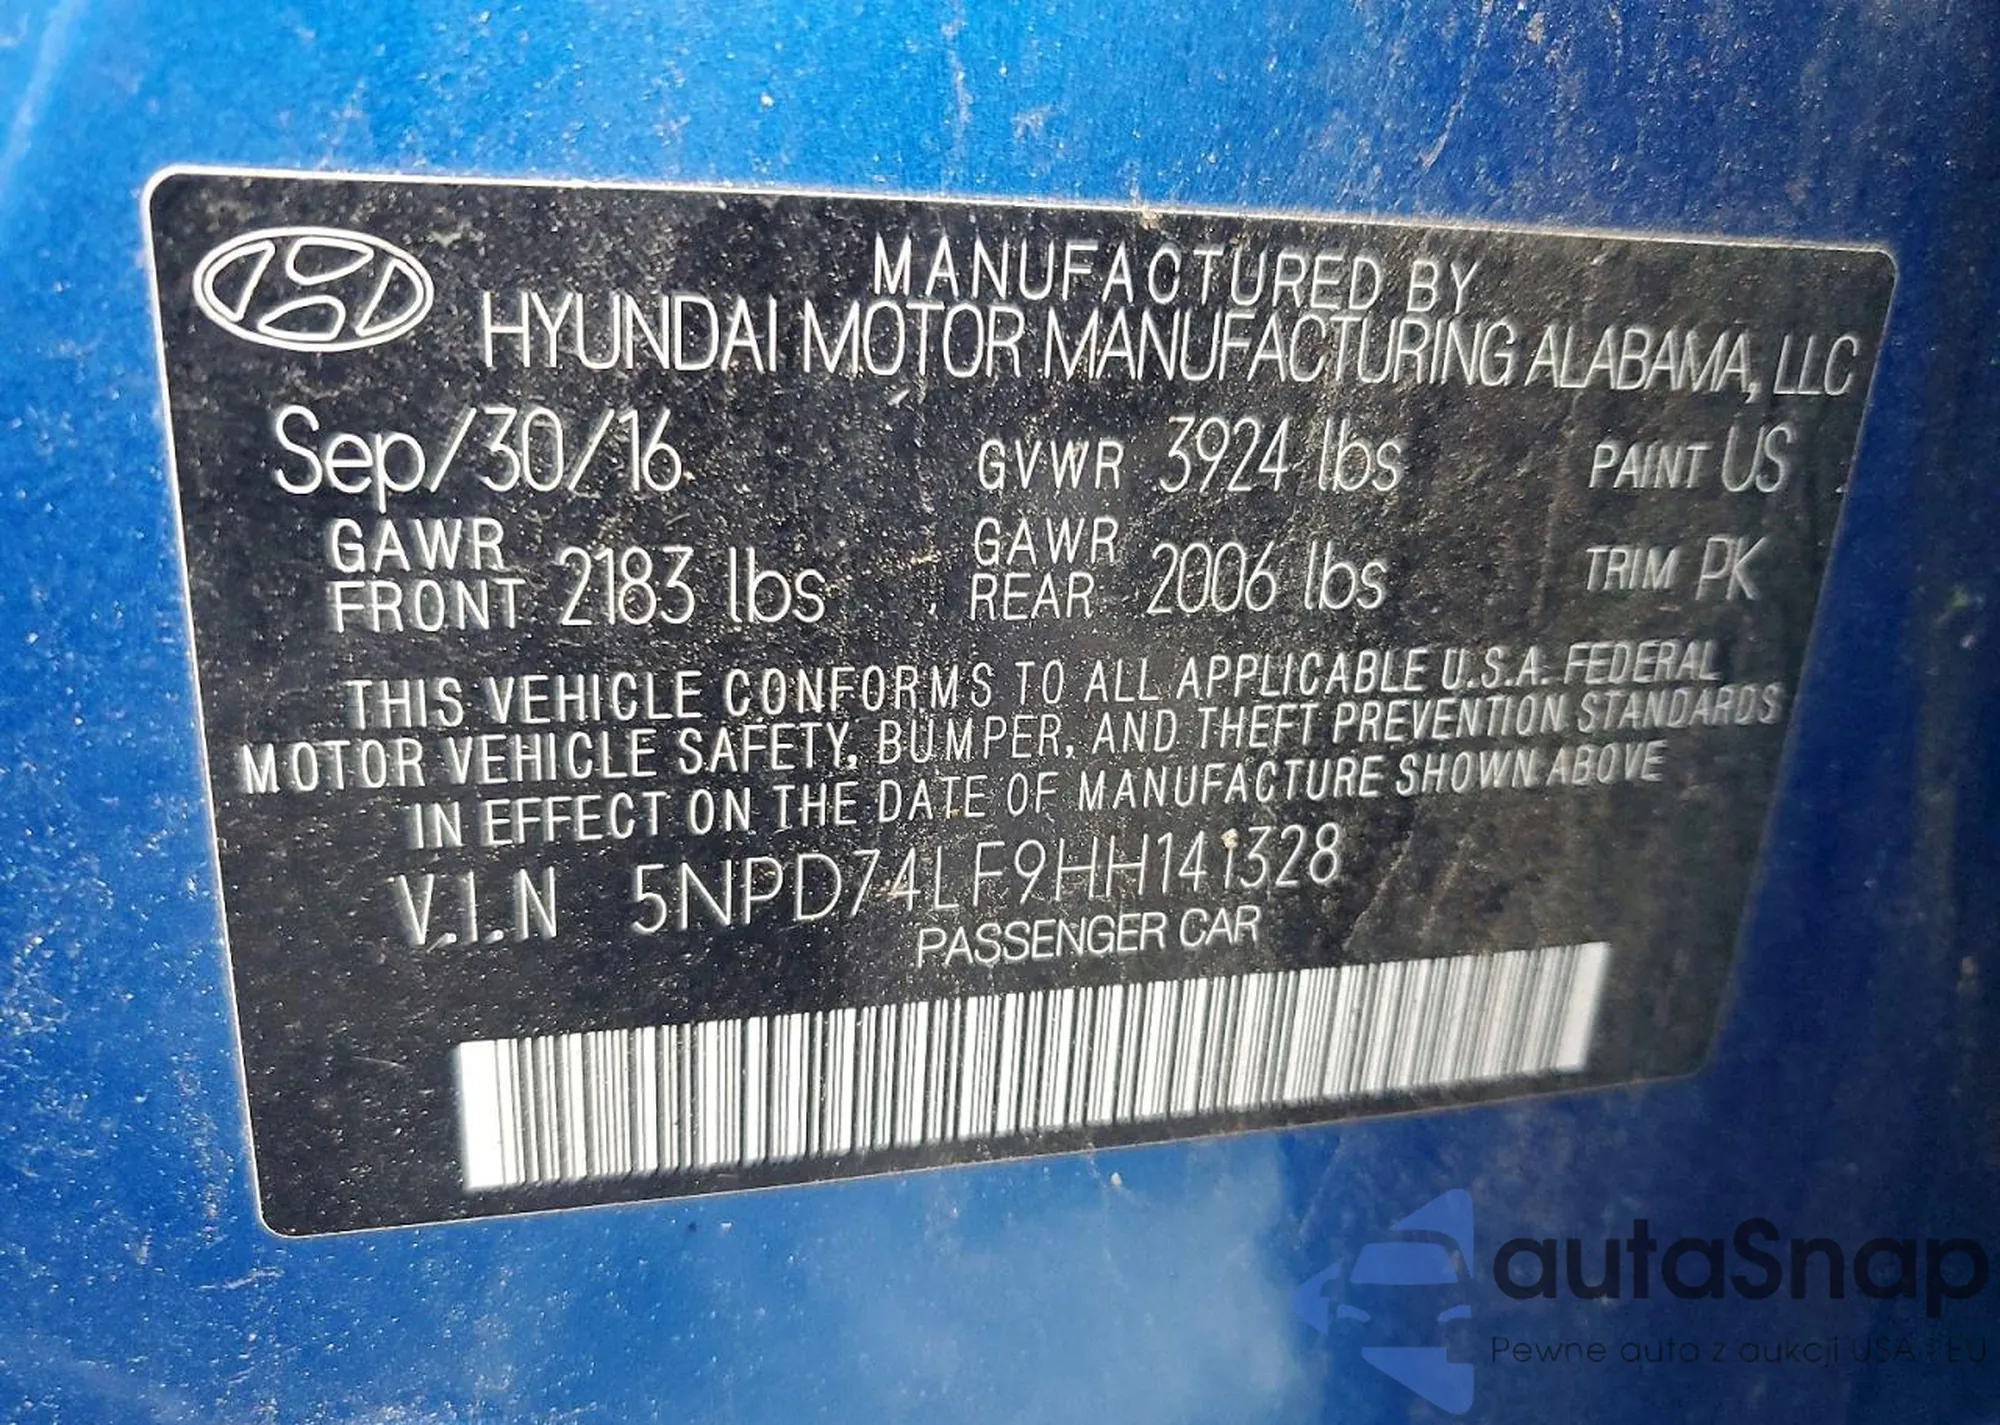 MANUFACTURED BY
HYUNDAI MOTOR MANUFACTURING ALABAMA, LLC
Sep/30/16 GVWR 3924 lbs PAINT US
GAWR FRONT 2183 lbs GAWR REAR 2006 lbs TRIM PK
THIS VEHICLE CONFORMS TO ALL APPLICABLE U.S.A. FEDERAL
MOTOR VEHICLE SAFETY, BUMPER, AND THEFT PREVENTION STANDARDS
IN EFFECT ON THE DATE OF MANUFACTURE SHOWN ABOVE
V.I.N 5NPD74LF9HH141328
PASSENGER CAR
autaSnap
Pewne auta z aukcji USA i EU